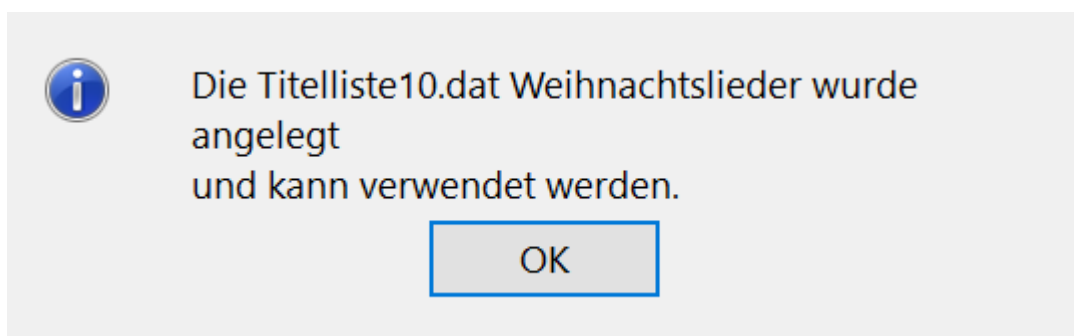 Die Titelliste10.dat Weihnachtslieder wurde
angelegt
und kann verwendet werden.
OK